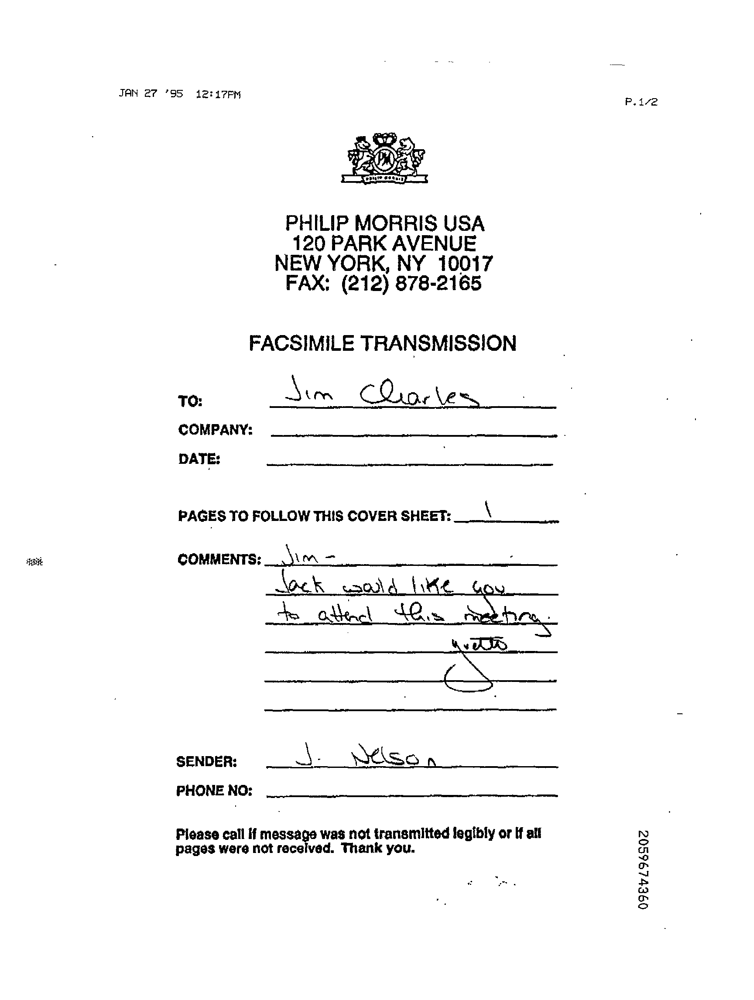 JAN 27 '95 12:17PM
P.1/2
PM
PHILIP MORRIS
PHILIP MORRIS USA
120 PARK AVENUE
NEW YORK, NY 10017
FAX: (212) 878-2165
FACSIMILE TRANSMISSION
TO: Jim Charles
COMPANY:
DATE:
PAGES TO FOLLOW THIS COVER SHEET: 1
COMMENTS: Jim -
Jack would like you
to attend this meeting.
Yvette
SENDER: J. Nelson
PHONE NO:
Please call if message was not transmitted legibly or if all
pages were not received. Thank you.
2059674360